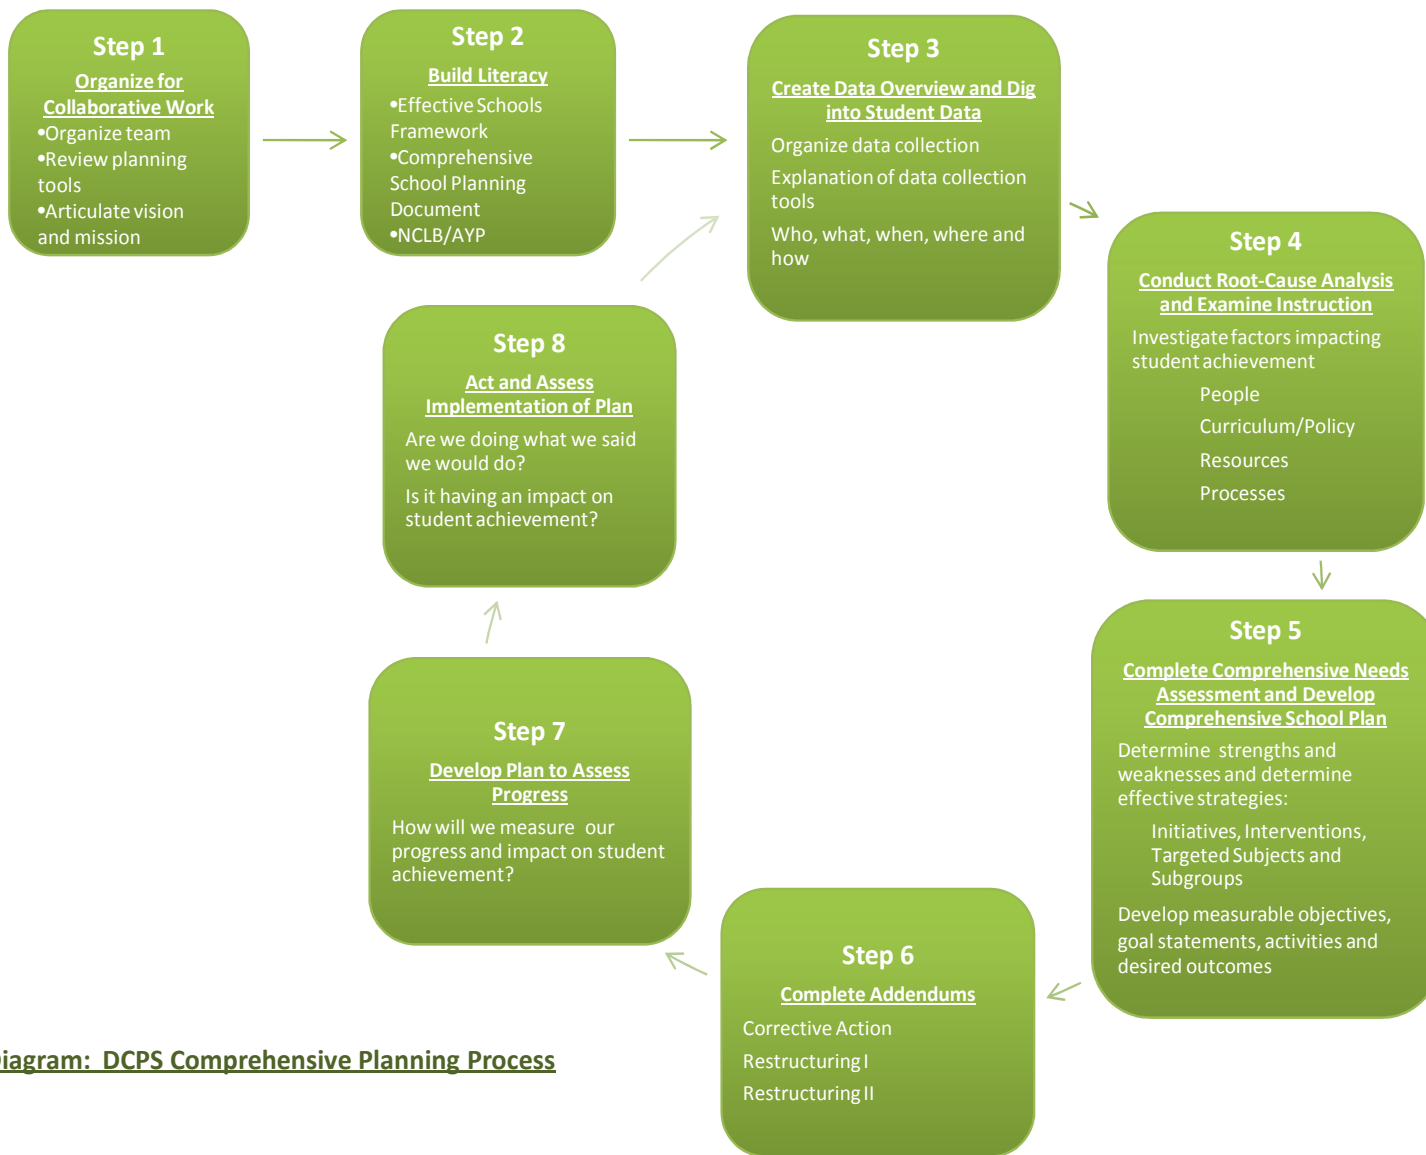 Step 1
Organize for
Collaborative Work
•Organize team
•Review planning
tools
•Articulate vision
and mission
Step 2
Build Literacy
•Effective Schools
Framework
•Comprehensive
School Planning
Document
•NCLB/AYP
Step 3
Create Data Overview and Dig
into Student Data
Organize data collection
Explanation of data collection
tools
Who, what, when, where and
how
Step 4
Conduct Root-Cause Analysis
and Examine Instruction
Investigate factors impacting
student achievement
People
Curriculum/Policy
Resources
Processes
Step 5
Complete Comprehensive Needs
Assessment and Develop
Comprehensive School Plan
Determine strengths and
weaknesses and determine
effective strategies:
Initiatives, Interventions,
Targeted Subjects and
Subgroups
Develop measurable objectives,
goal statements, activities and
desired outcomes
Step 6
Complete Addendums
Corrective Action
Restructuring I
Restructuring II
Step 7
Develop Plan to Assess
Progress
How will we measure our
progress and impact on student
achievement?
Step 8
Act and Assess
Implementation of Plan
Are we doing what we said
we would do?
Is it having an impact on
student achievement?
Diagram: DCPS Comprehensive Planning Process